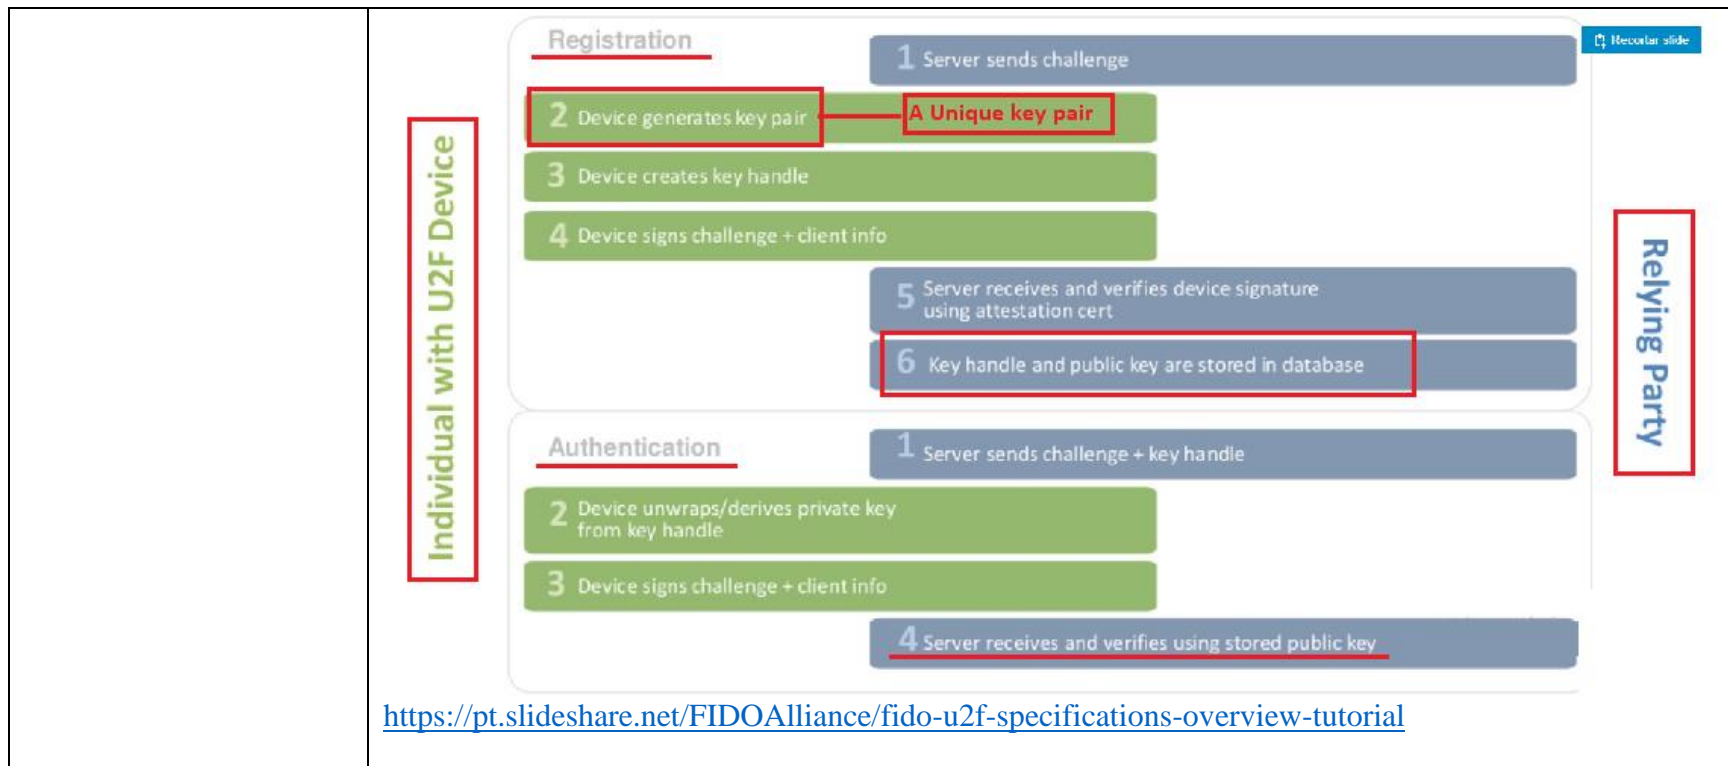 Registration
Recortar slide
1 Server sends challenge
2 Device generates key pair
A Unique key pair
3 Device creates key handle
4 Device signs challenge + client info
5 Server receives and verifies device signature
using attestation cert
6 Key handle and public key are stored in database
Individual with U2F Device
Relying Party
Authentication
1 Server sends challenge + key handle
2 Device unwraps/derives private key
from key handle
3 Device signs challenge + client info
4 Server receives and verifies using stored public key
https://pt.slideshare.net/FIDOAlliance/fido-u2f-specifications-overview-tutorial